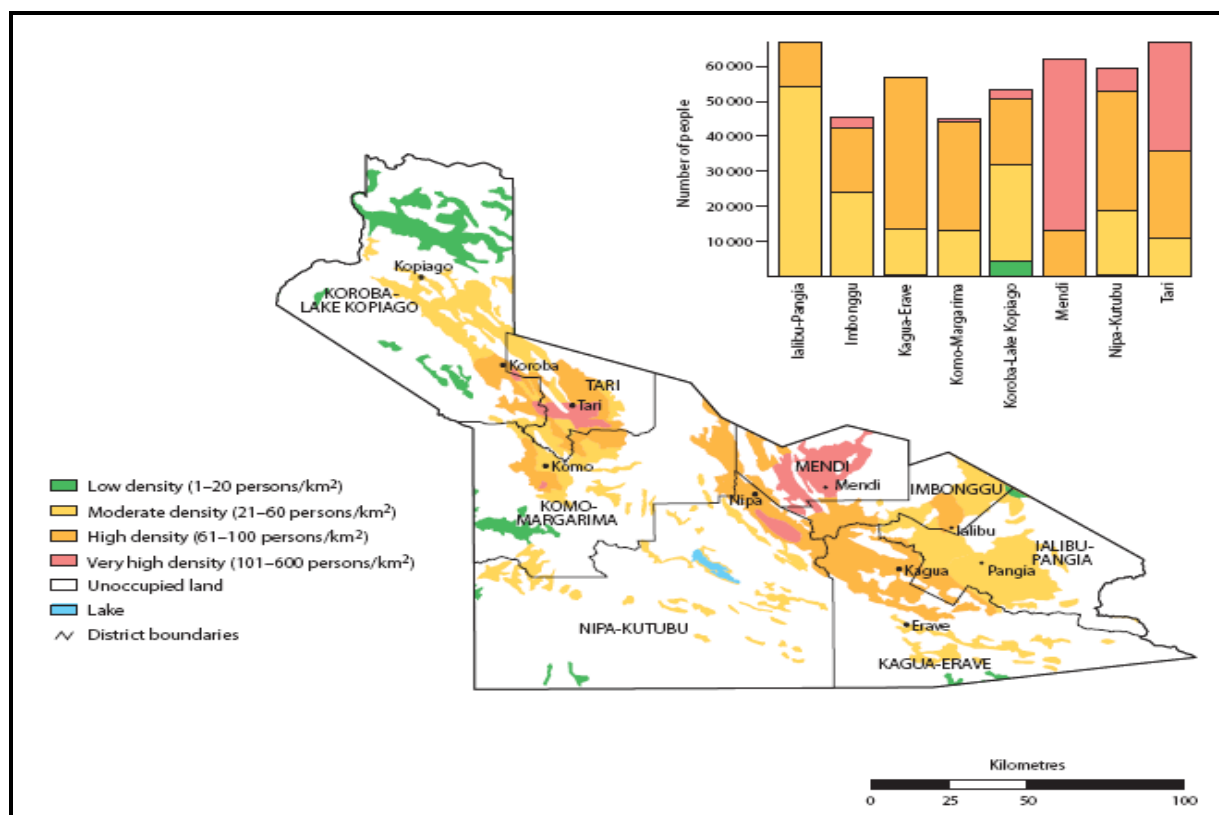 60 000
50 000
40 000
30 000
20 000
10 000
Number of people
Ialibu-Pangia
Imbonggu
Kagua-Erave
Komo-Margarima
Koroba-Lake Kopiago
Mendi
Nipa-Kutubu
Tari
Kopiago
KOROBA-
LAKE KOPIAGO
Koroba
TARI
Tari
Komo
KOMO-
MARGARIMA
MENDI
Mendi
Nipa
IMBONGGU
Ialibu
IALIBU-
PANGIA
Pangia
Kagua
NIPA-KUTUBU
Erave
KAGUA-ERAVE
Low density (1–20 persons/km²)
Moderate density (21–60 persons/km²)
High density (61–100 persons/km²)
Very high density (101–600 persons/km²)
Unoccupied land
Lake
District boundaries
Kilometres
0 25 50 100